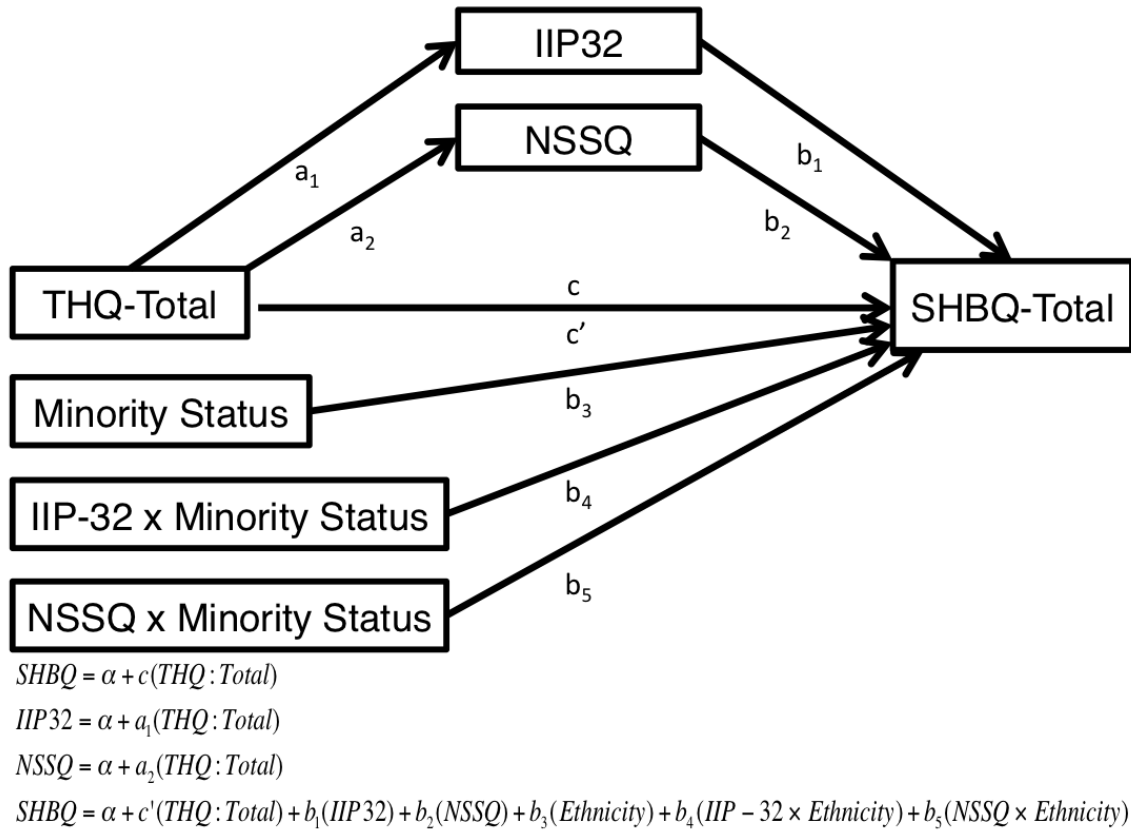 IIP32
NSSQ
a₁
b₁
a₂
b₂
THQ-Total
c
SHBQ-Total
c’
Minority Status
b₃
IIP-32 x Minority Status
b₄
NSSQ x Minority Status
b₅
SHBQ = α + c(THQ : Total)
IIP32 = α + a₁(THQ : Total)
NSSQ = α + a₂(THQ : Total)
SHBQ = α + c'(THQ : Total) + b₁(IIP32) + b₂(NSSQ) + b₃(Ethnicity) + b₄(IIP − 32 × Ethnicity) + b₅(NSSQ × Ethnicity)